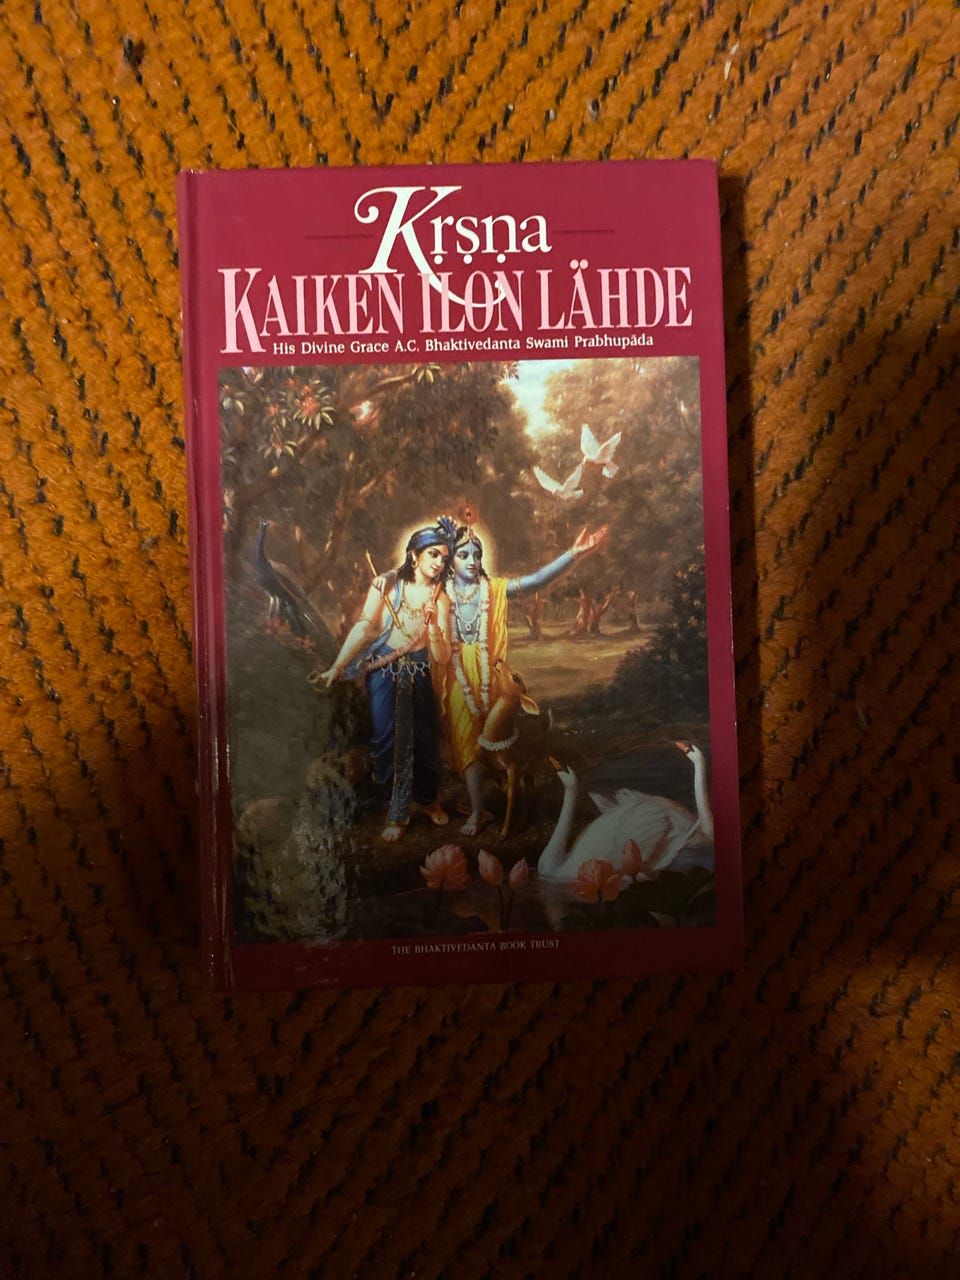 Kṛṣṇa
KAIKEN ILON LÄHDE
His Divine Grace A.C. Bhaktivedanta Swami Prabhupāda
THE BHAKTIVEDANTA BOOK TRUST